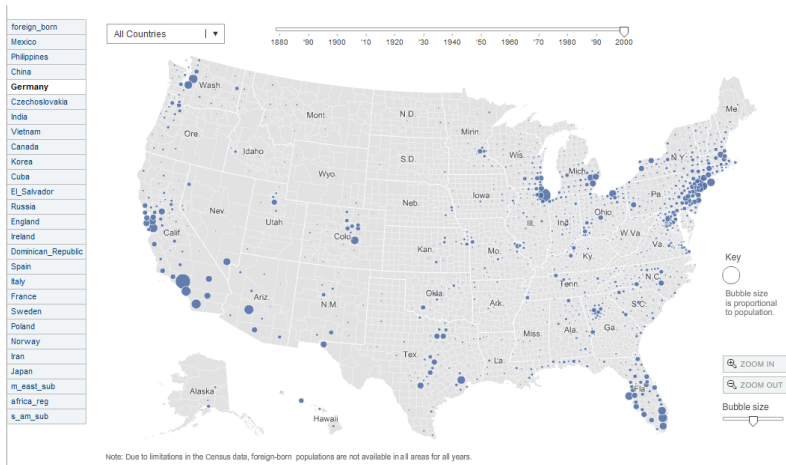 foreign_born
Mexico
Philippines
China
Germany
Czechoslovakia
India
Vietnam
Canada
Korea
Cuba
El_Salvador
Russia
England
Ireland
Dominican_Republic
Spain
Italy
France
Sweden
Poland
Norway
Iran
Japan
m_east_sub
africa_reg
s_am_sub
All Countries
1880 '90 1900 '10 1920 '30 1940 '50 1960 '70 1980 '90 2000
Wash.
Mont.
N.D.
Minn.
Me.
Ore.
Idaho
S.D.
Wis.
Mich.
N.Y.
Wyo.
Iowa
Pa.
Neb.
Nev.
Utah
Ill.
Ind.
Ohio
Calif.
Colo.
Kan.
Mo.
W.Va.
Va.
Ky.
Ariz.
N.M.
Okla.
Ark.
Tenn.
N.C.
S.C.
Tex.
La.
Miss.
Ala.
Ga.
Fla.
Alaska
Hawaii
Key
Bubble size
is proportional
to population.
ZOOM IN
ZOOM OUT
Bubble size
Note: Due to limitations in the Census data, foreign-born populations are not available in all areas for all years.